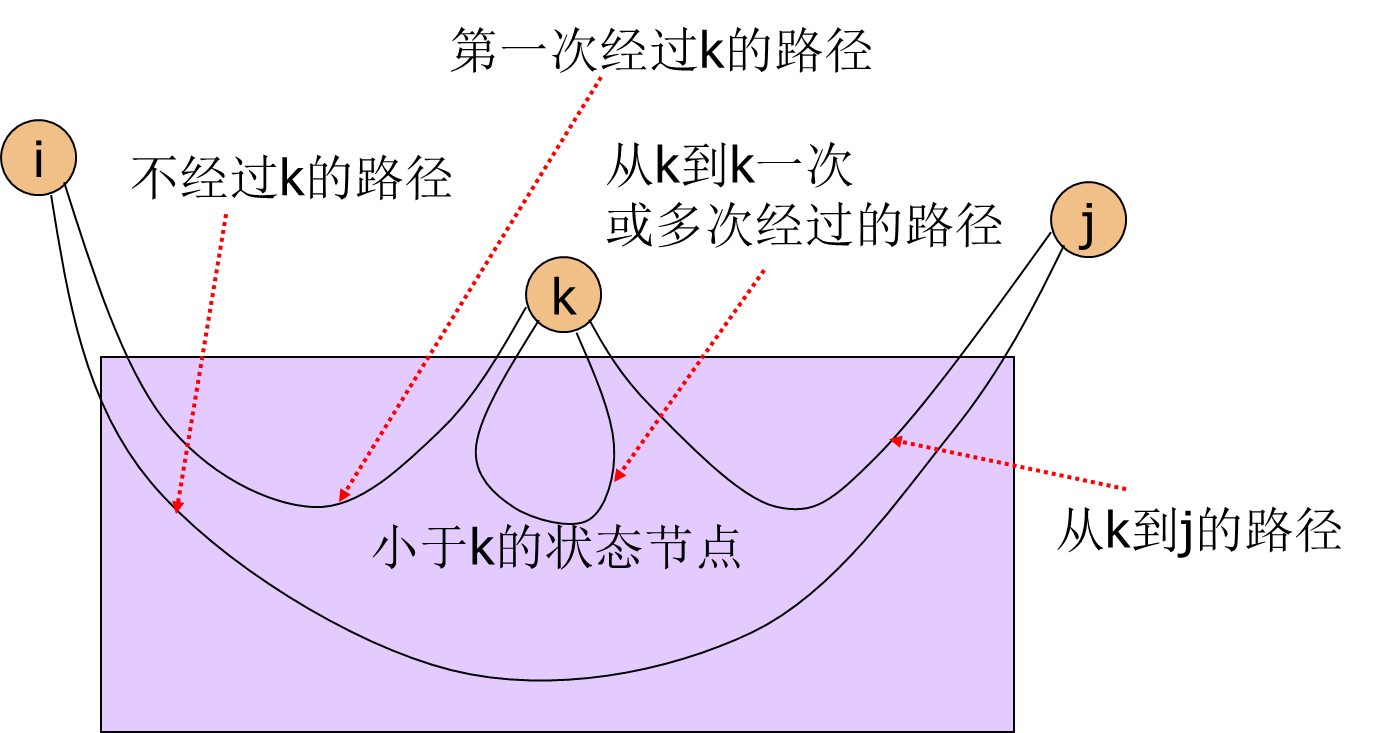 第一次经过k的路径
i
不经过k的路径
从k到k一次
或多次经过的路径
j
k
小于k的状态节点
从k到j的路径